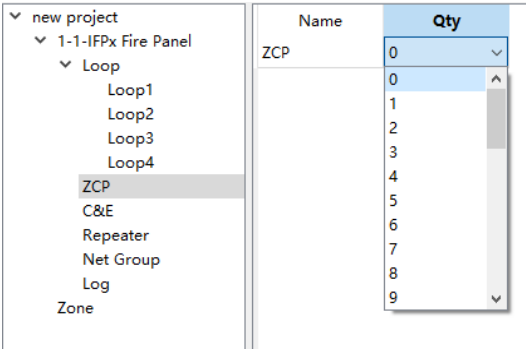 new project
1-1-IFPx Fire Panel
Loop
Loop1
Loop2
Loop3
Loop4
ZCP
C&E
Repeater
Net Group
Log
Zone
Name Qty
ZCP 0
0
1
2
3
4
5
6
7
8
9